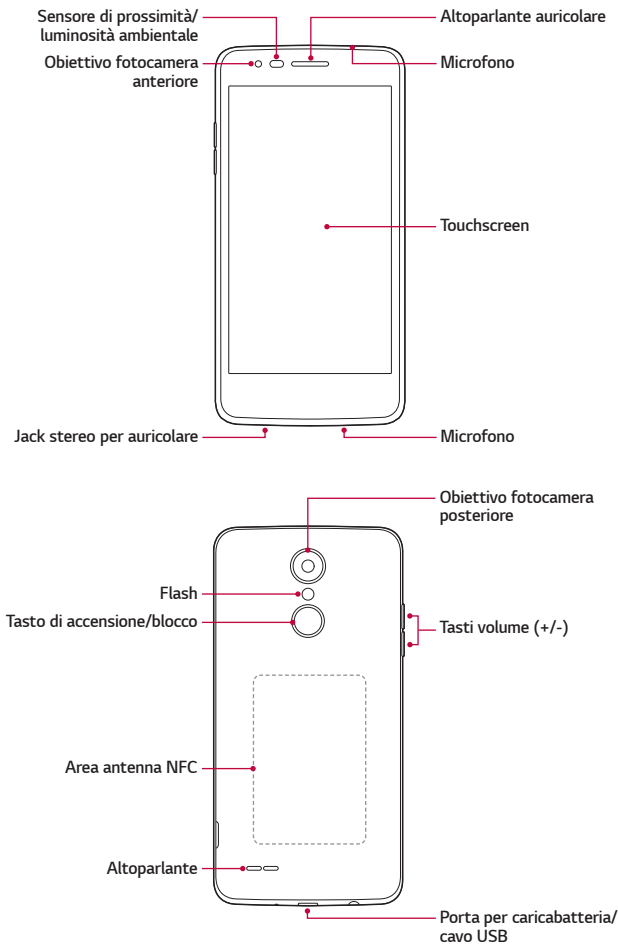 Sensore di prossimità/
luminosità ambientale
Altoparlante auricolare
Obiettivo fotocamera
anteriore
Microfono
Touchscreen
Jack stereo per auricolare
Microfono
Obiettivo fotocamera
posteriore
Flash
Tasto di accensione/blocco
Tasti volume (+/-)
Area antenna NFC
Altoparlante
Porta per caricabatteria/
cavo USB